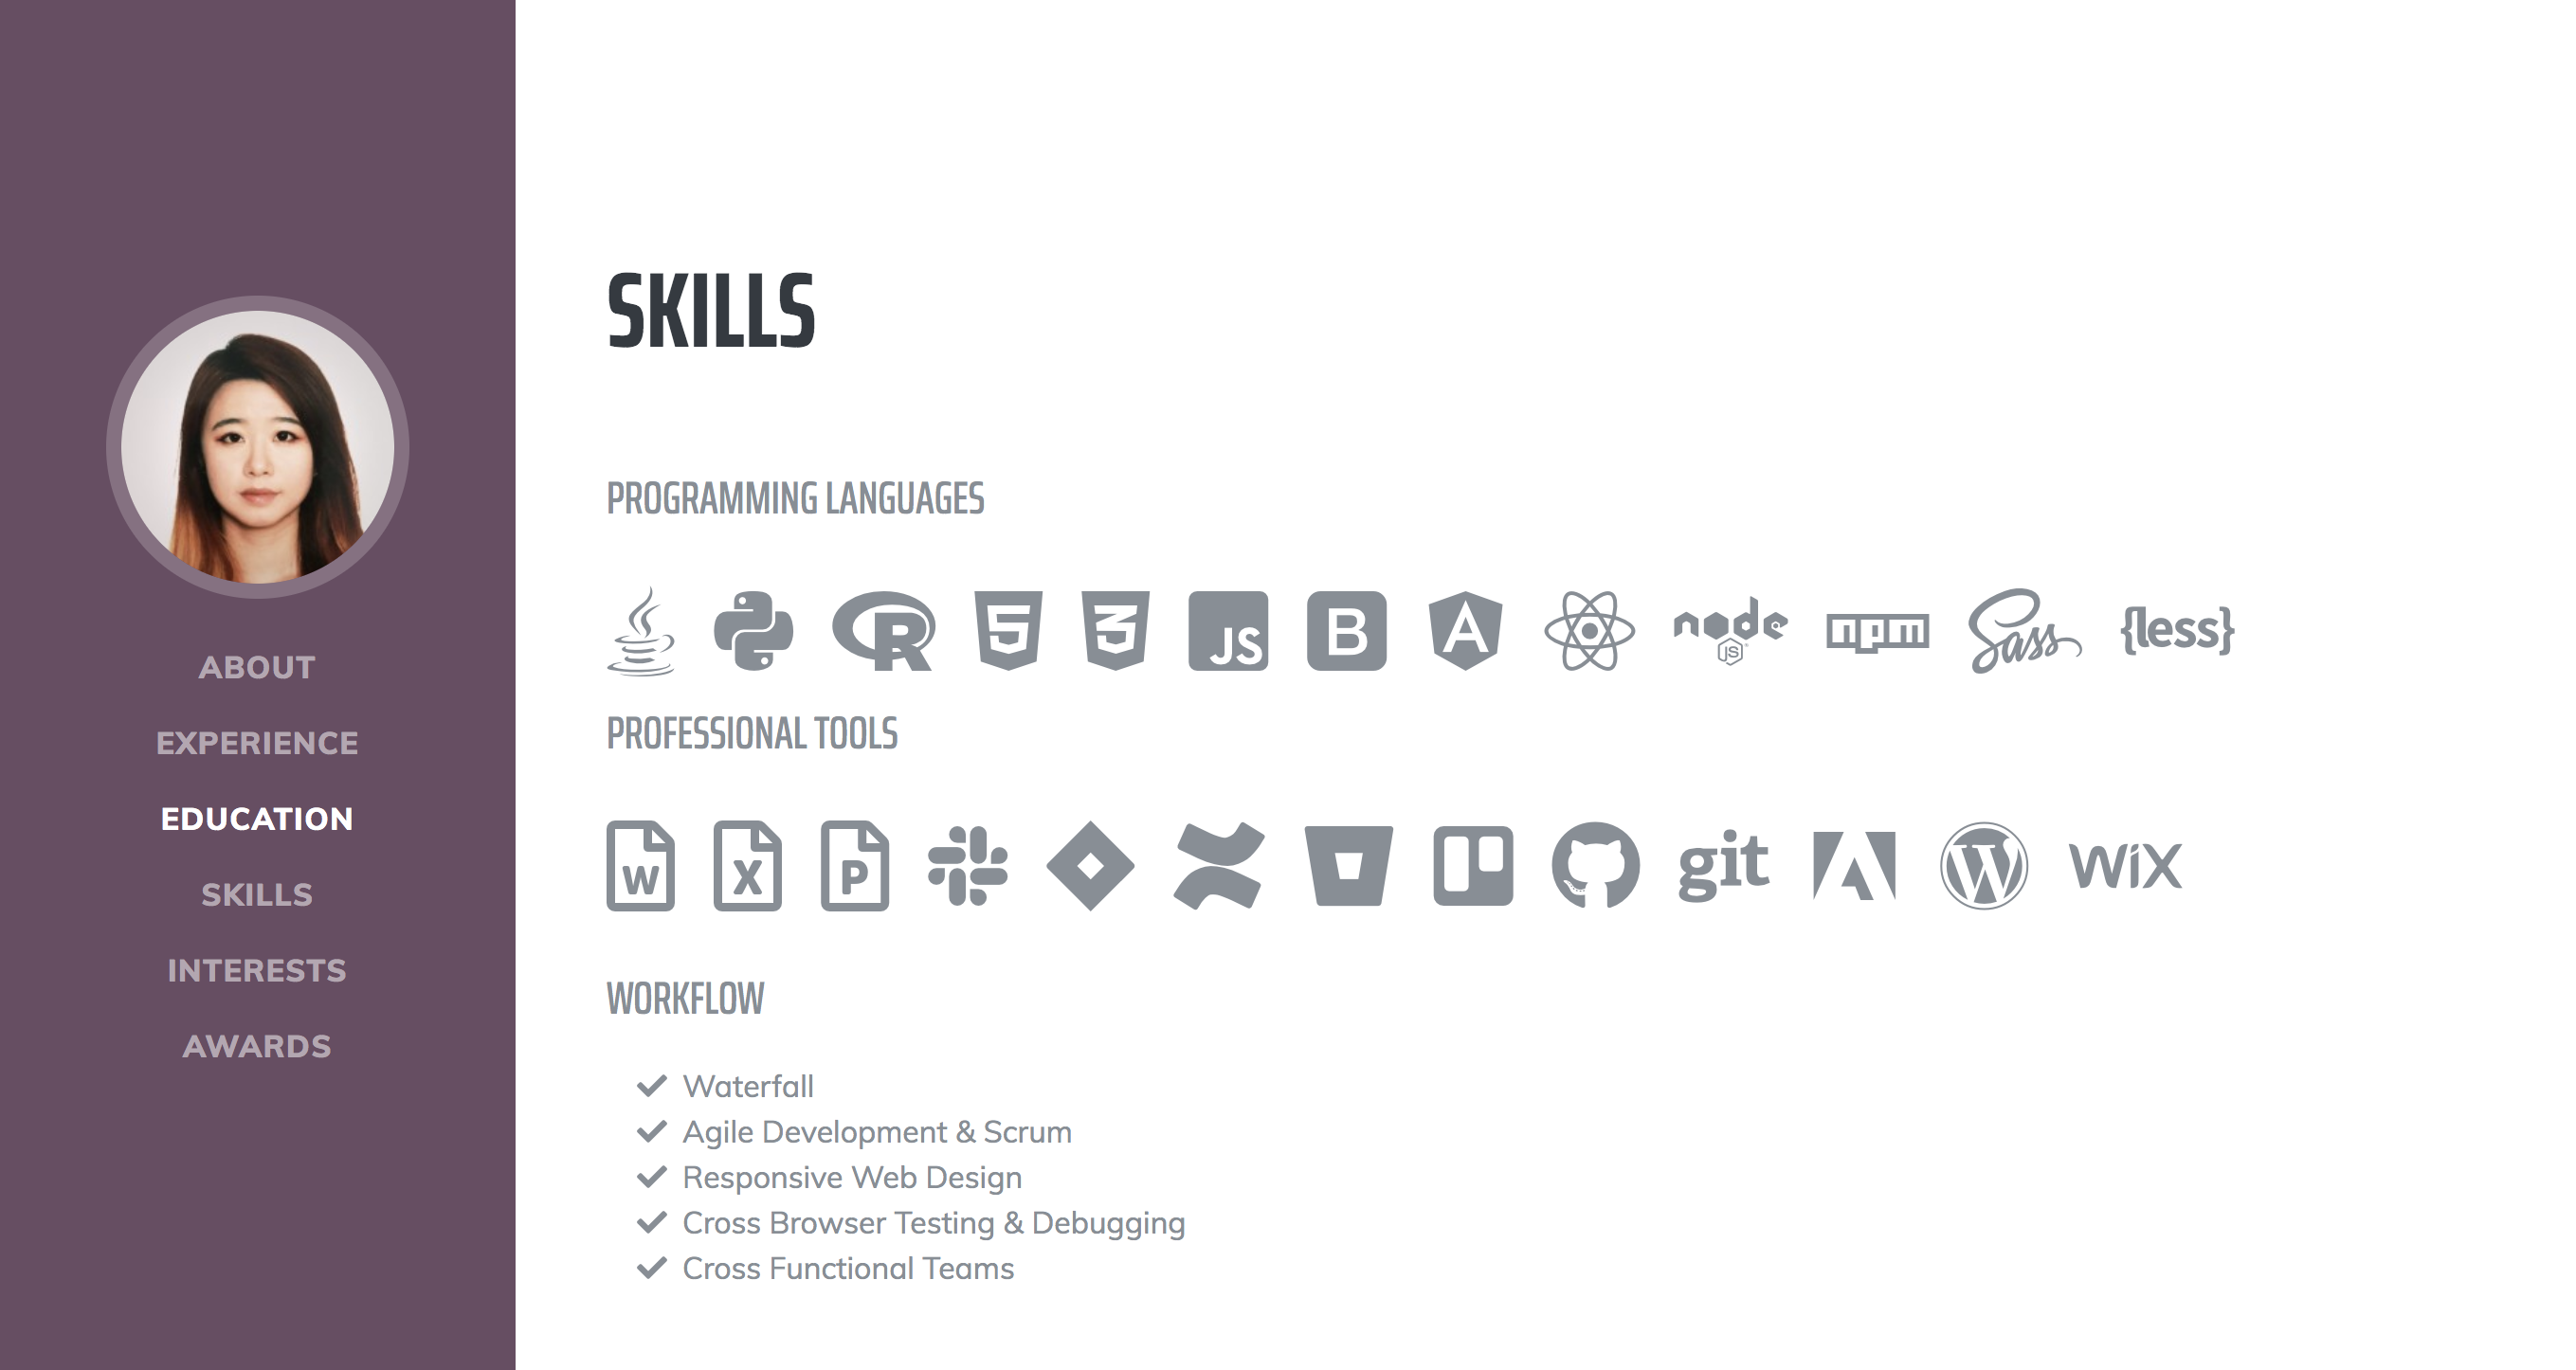 ABOUT
EXPERIENCE
EDUCATION
SKILLS
INTERESTS
AWARDS
SKILLS
PROGRAMMING LANGUAGES
R 5 3 JS B A node JS npm Sass {less}
PROFESSIONAL TOOLS
W X P git A W WiX
WORKFLOW
Waterfall
Agile Development & Scrum
Responsive Web Design
Cross Browser Testing & Debugging
Cross Functional Teams